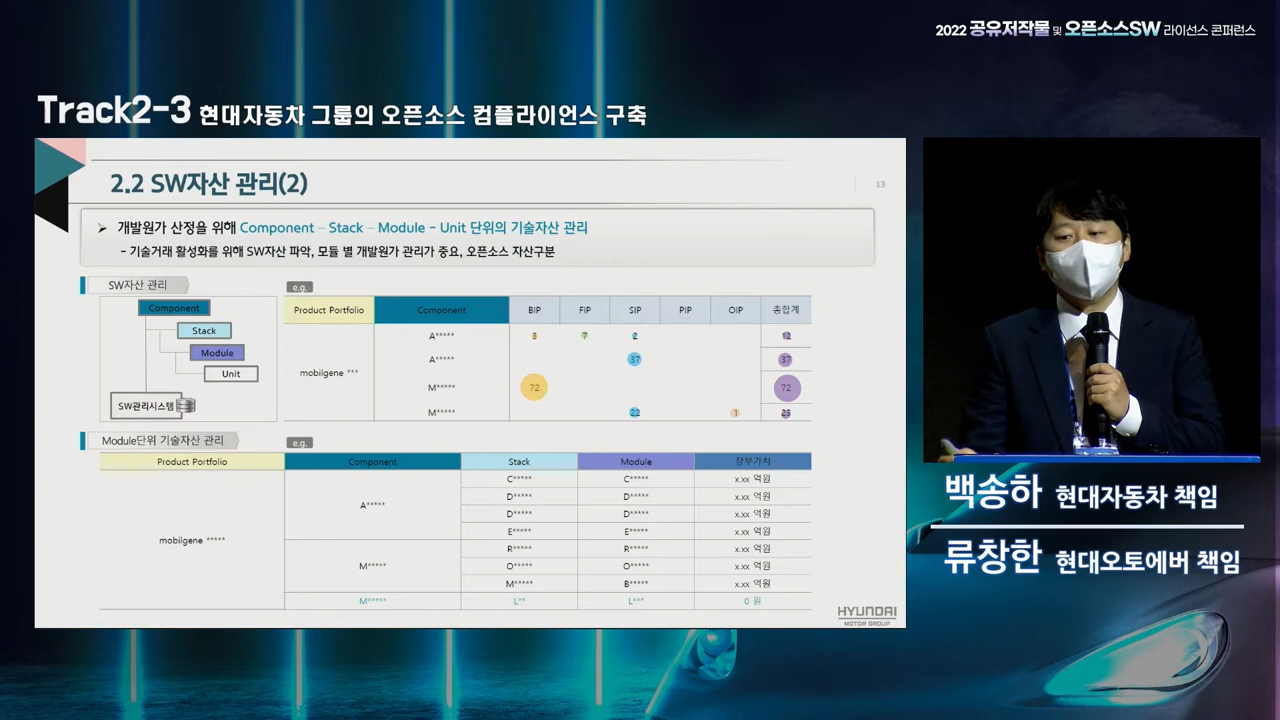 2022 공유저작물 및 오픈소스SW 라이선스 콘퍼런스
Track2-3 현대자동차 그룹의 오픈소스 컴플라이언스 구축
2.2 SW자산 관리(2)
13
➢ 개발원가 산정을 위해 Component – Stack – Module – Unit 단위의 기술자산 관리
- 기술거래 활성화를 위해 SW자산 파악, 모듈 별 개발원가 관리가 중요, 오픈소스 자산구분
SW자산 관리
Component
Stack
Module
Unit
SW관리시스템
e.g.
Product Portfolio Component BIP FIP SIP PIP OIP 총합계
mobilgene ***
A***** 3 7 2 12
A***** 37 37
M***** 72 72
M***** 22 1 23
Module단위 기술자산 관리
e.g.
Product Portfolio Component Stack Module 장부가치
mobilgene *****
A*****
C***** C***** x.xx 억원
D***** D***** x.xx 억원
D***** D***** x.xx 억원
E***** E***** x.xx 억원
M*****
R***** R***** x.xx 억원
O***** O***** x.xx 억원
M***** B***** x.xx 억원
M***** L** L*** 0 원
HYUNDAI
MOTOR GROUP
백송하 현대자동차 책임
류창한 현대오토에버 책임